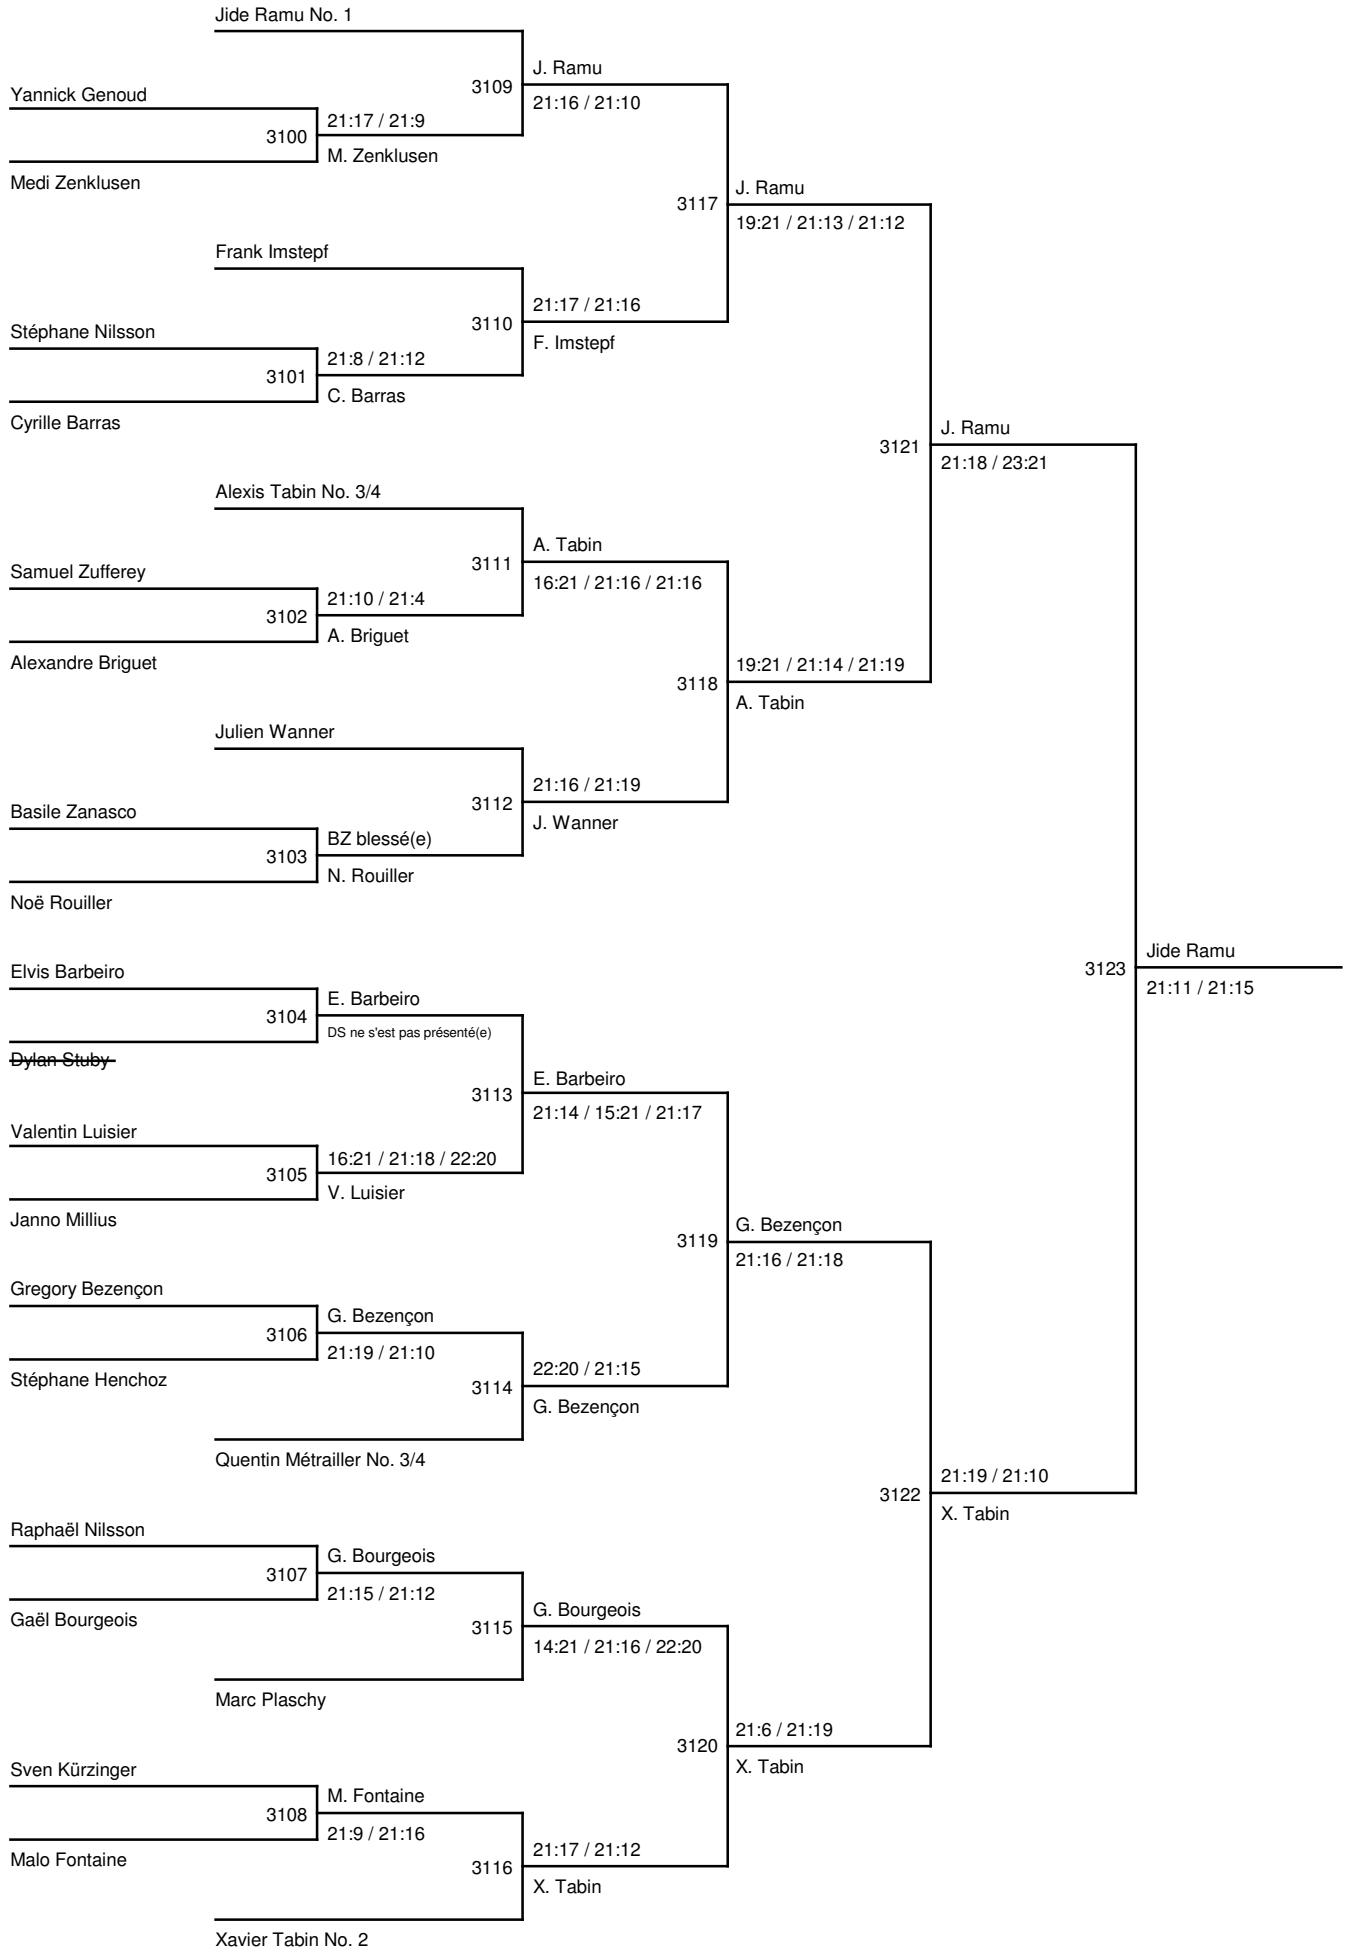 Jide Ramu No. 1
J. Ramu
3109
Yannick Genoud
21:16 / 21:10
21:17 / 21:9
3100
M. Zenklusen
Medi Zenklusen
J. Ramu
3117
19:21 / 21:13 / 21:12
Frank Imstepf
21:17 / 21:16
3110
Stéphane Nilsson
F. Imstepf
21:8 / 21:12
3101
C. Barras
Cyrille Barras
J. Ramu
3121
21:18 / 23:21
Alexis Tabin No. 3/4
A. Tabin
3111
Samuel Zufferey
16:21 / 21:16 / 21:16
21:10 / 21:4
3102
A. Briguet
Alexandre Briguet
19:21 / 21:14 / 21:19
3118
A. Tabin
Julien Wanner
21:16 / 21:19
3112
Basile Zanasco
J. Wanner
BZ blessé(e)
3103
N. Rouiller
Noë Rouiller
Jide Ramu
3123
Elvis Barbeiro
21:11 / 21:15
E. Barbeiro
3104
DS ne s'est pas présenté(e)
Dylan Stuby
E. Barbeiro
3113
21:14 / 15:21 / 21:17
Valentin Luisier
16:21 / 21:18 / 22:20
3105
V. Luisier
Janno Millius
G. Bezençon
3119
21:16 / 21:18
Gregory Bezençon
G. Bezençon
3106
21:19 / 21:10
22:20 / 21:15
Stéphane Henchoz
3114
G. Bezençon
Quentin Métrailler No. 3/4
21:19 / 21:10
3122
X. Tabin
Raphaël Nilsson
G. Bourgeois
3107
21:15 / 21:12
G. Bourgeois
Gaël Bourgeois
3115
14:21 / 21:16 / 22:20
Marc Plaschy
21:6 / 21:19
3120
X. Tabin
Sven Kürzinger
M. Fontaine
3108
21:9 / 21:16
21:17 / 21:12
Malo Fontaine
3116
X. Tabin
Xavier Tabin No. 2